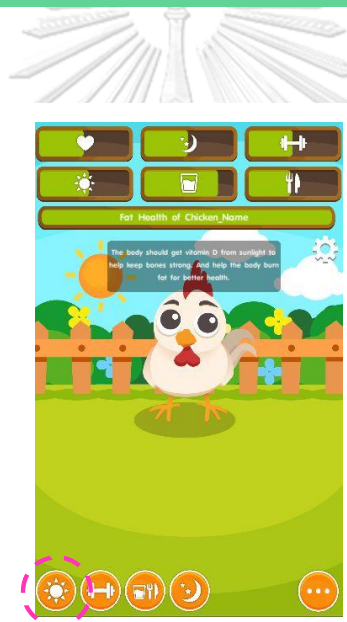 Fat Health of Chicken_Name
The body should get vitamin D from sunlight to
help keep bones strong. And help the body burn
fat for better health.